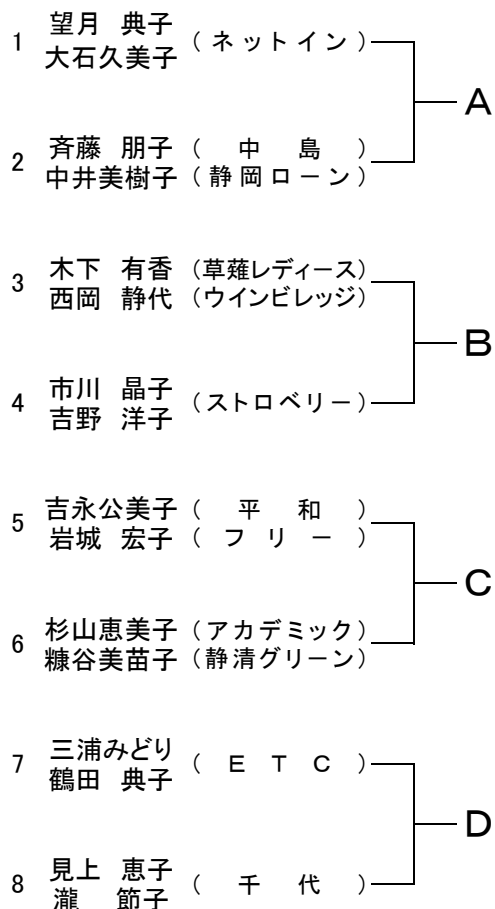 1 望月 典子 (ネットイン)
大石久美子
A
2 斉藤 朋子 (中 島)
中井美樹子 (静岡ローン)
3 木下 有香 (草薙レディース)
西岡 静代 (ウインビレッジ)
B
4 市川 晶子 (ストロベリー)
吉野 洋子
5 吉永公美子 (平 和)
岩城 宏子 (フリー)
C
6 杉山恵美子 (アカデミック)
糠谷美苗子 (静清グリーン)
7 三浦みどり (ETC)
鶴田 典子
D
8 見上 恵子 (千 代)
瀧 節子